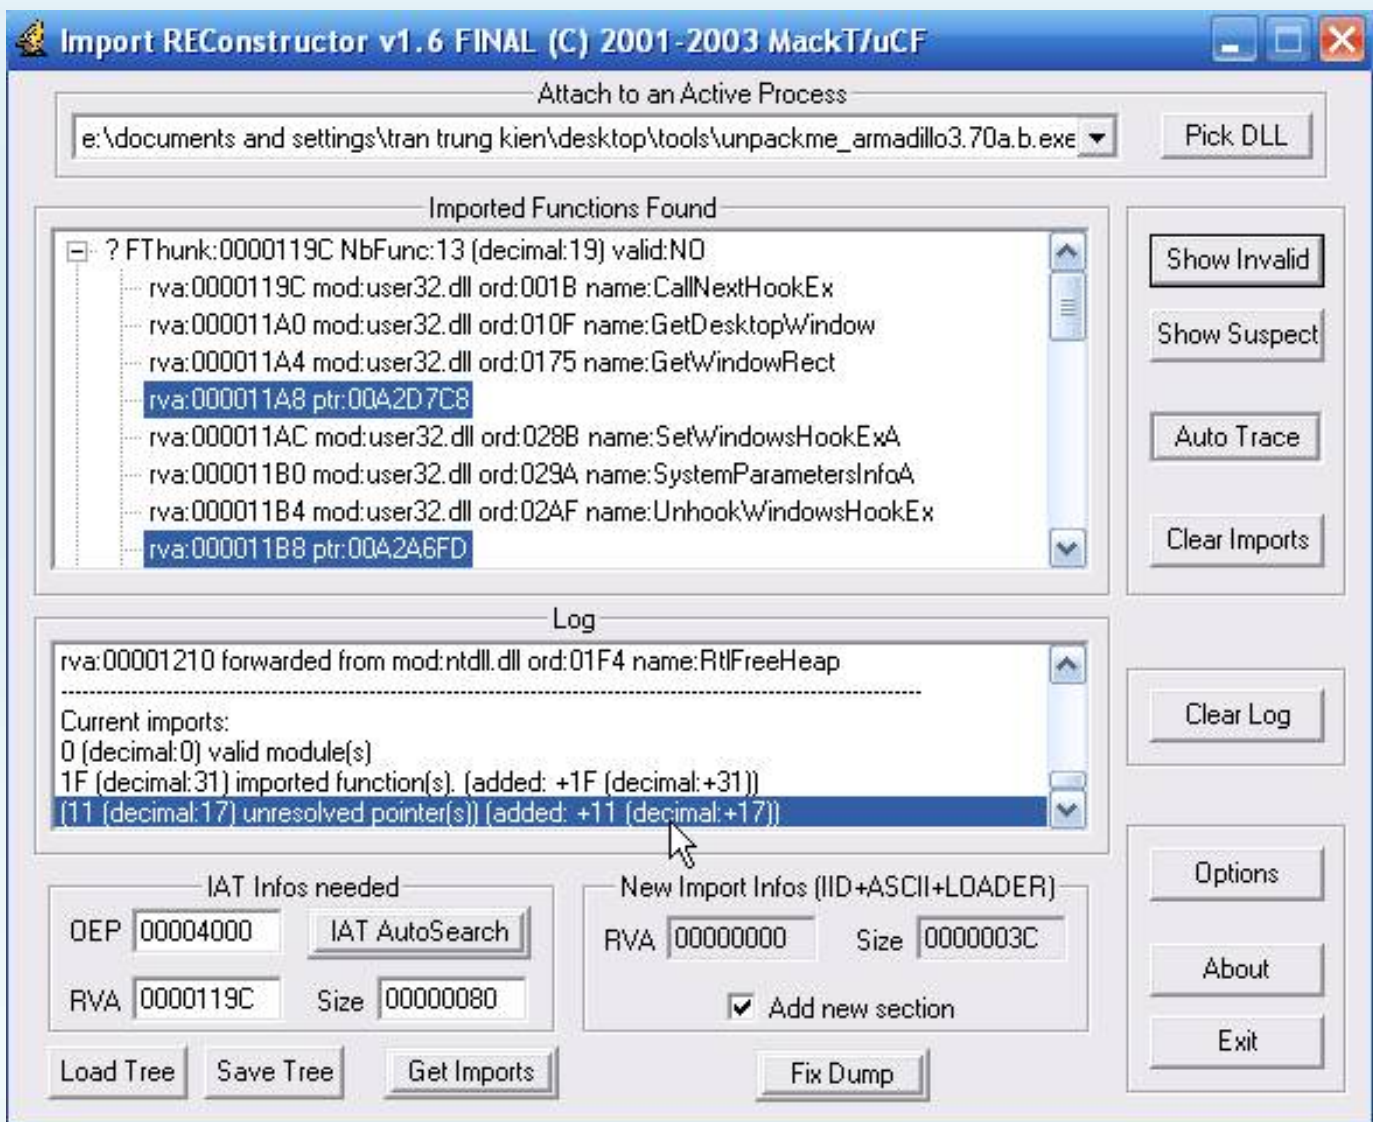 Import REConstructor v1.6 FINAL (C) 2001-2003 MackT/uCF
Attach to an Active Process
e:\documents and settings\tran trung kien\desktop\tools\unpackme_armadillo3.70a.b.exe
Pick DLL
Imported Functions Found
? FThunk:0000119C NbFunc:13 (decimal:19) valid:NO
rva:0000119C mod:user32.dll ord:001B name:CallNextHookEx
rva:000011A0 mod:user32.dll ord:010F name:GetDesktopWindow
rva:000011A4 mod:user32.dll ord:0175 name:GetWindowRect
rva:000011A8 ptr:00A2D7C8
rva:000011AC mod:user32.dll ord:028B name:SetWindowsHookExA
rva:000011B0 mod:user32.dll ord:029A name:SystemParametersInfoA
rva:000011B4 mod:user32.dll ord:02AF name:UnhookWindowsHookEx
rva:000011B8 ptr:00A2A6FD
Show Invalid
Show Suspect
Auto Trace
Clear Imports
Log
rva:00001210 forwarded from mod:ntdll.dll ord:01F4 name:RtlFreeHeap
------------------------------------------------------------------------------------------------------------------------
Current imports:
0 (decimal:0) valid module(s)
1F (decimal:31) imported function(s). (added: +1F (decimal:+31))
(11 (decimal:17) unresolved pointer(s)) (added: +11 (decimal:+17))
Clear Log
IAT Infos needed
OEP 00004000 IAT AutoSearch
RVA 0000119C Size 00000080
New Import Infos (IID+ASCII+LOADER)
RVA 00000000 Size 0000003C
Add new section
Options
About
Exit
Load Tree Save Tree Get Imports Fix Dump